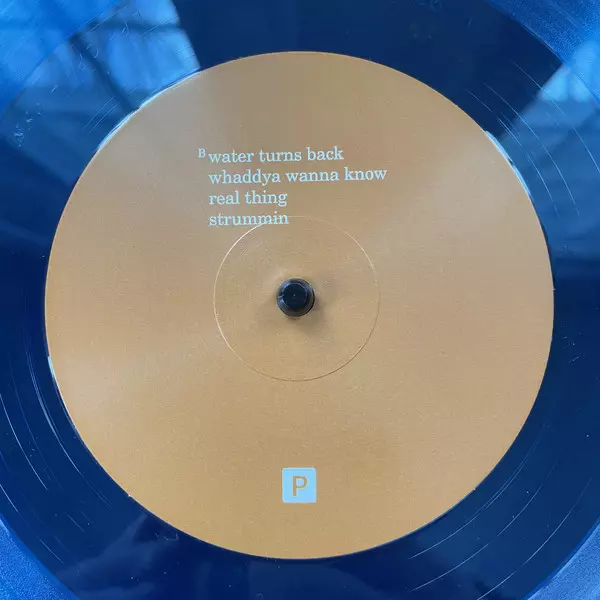 B water turns back
whaddya wanna know
real thing
strummin
P